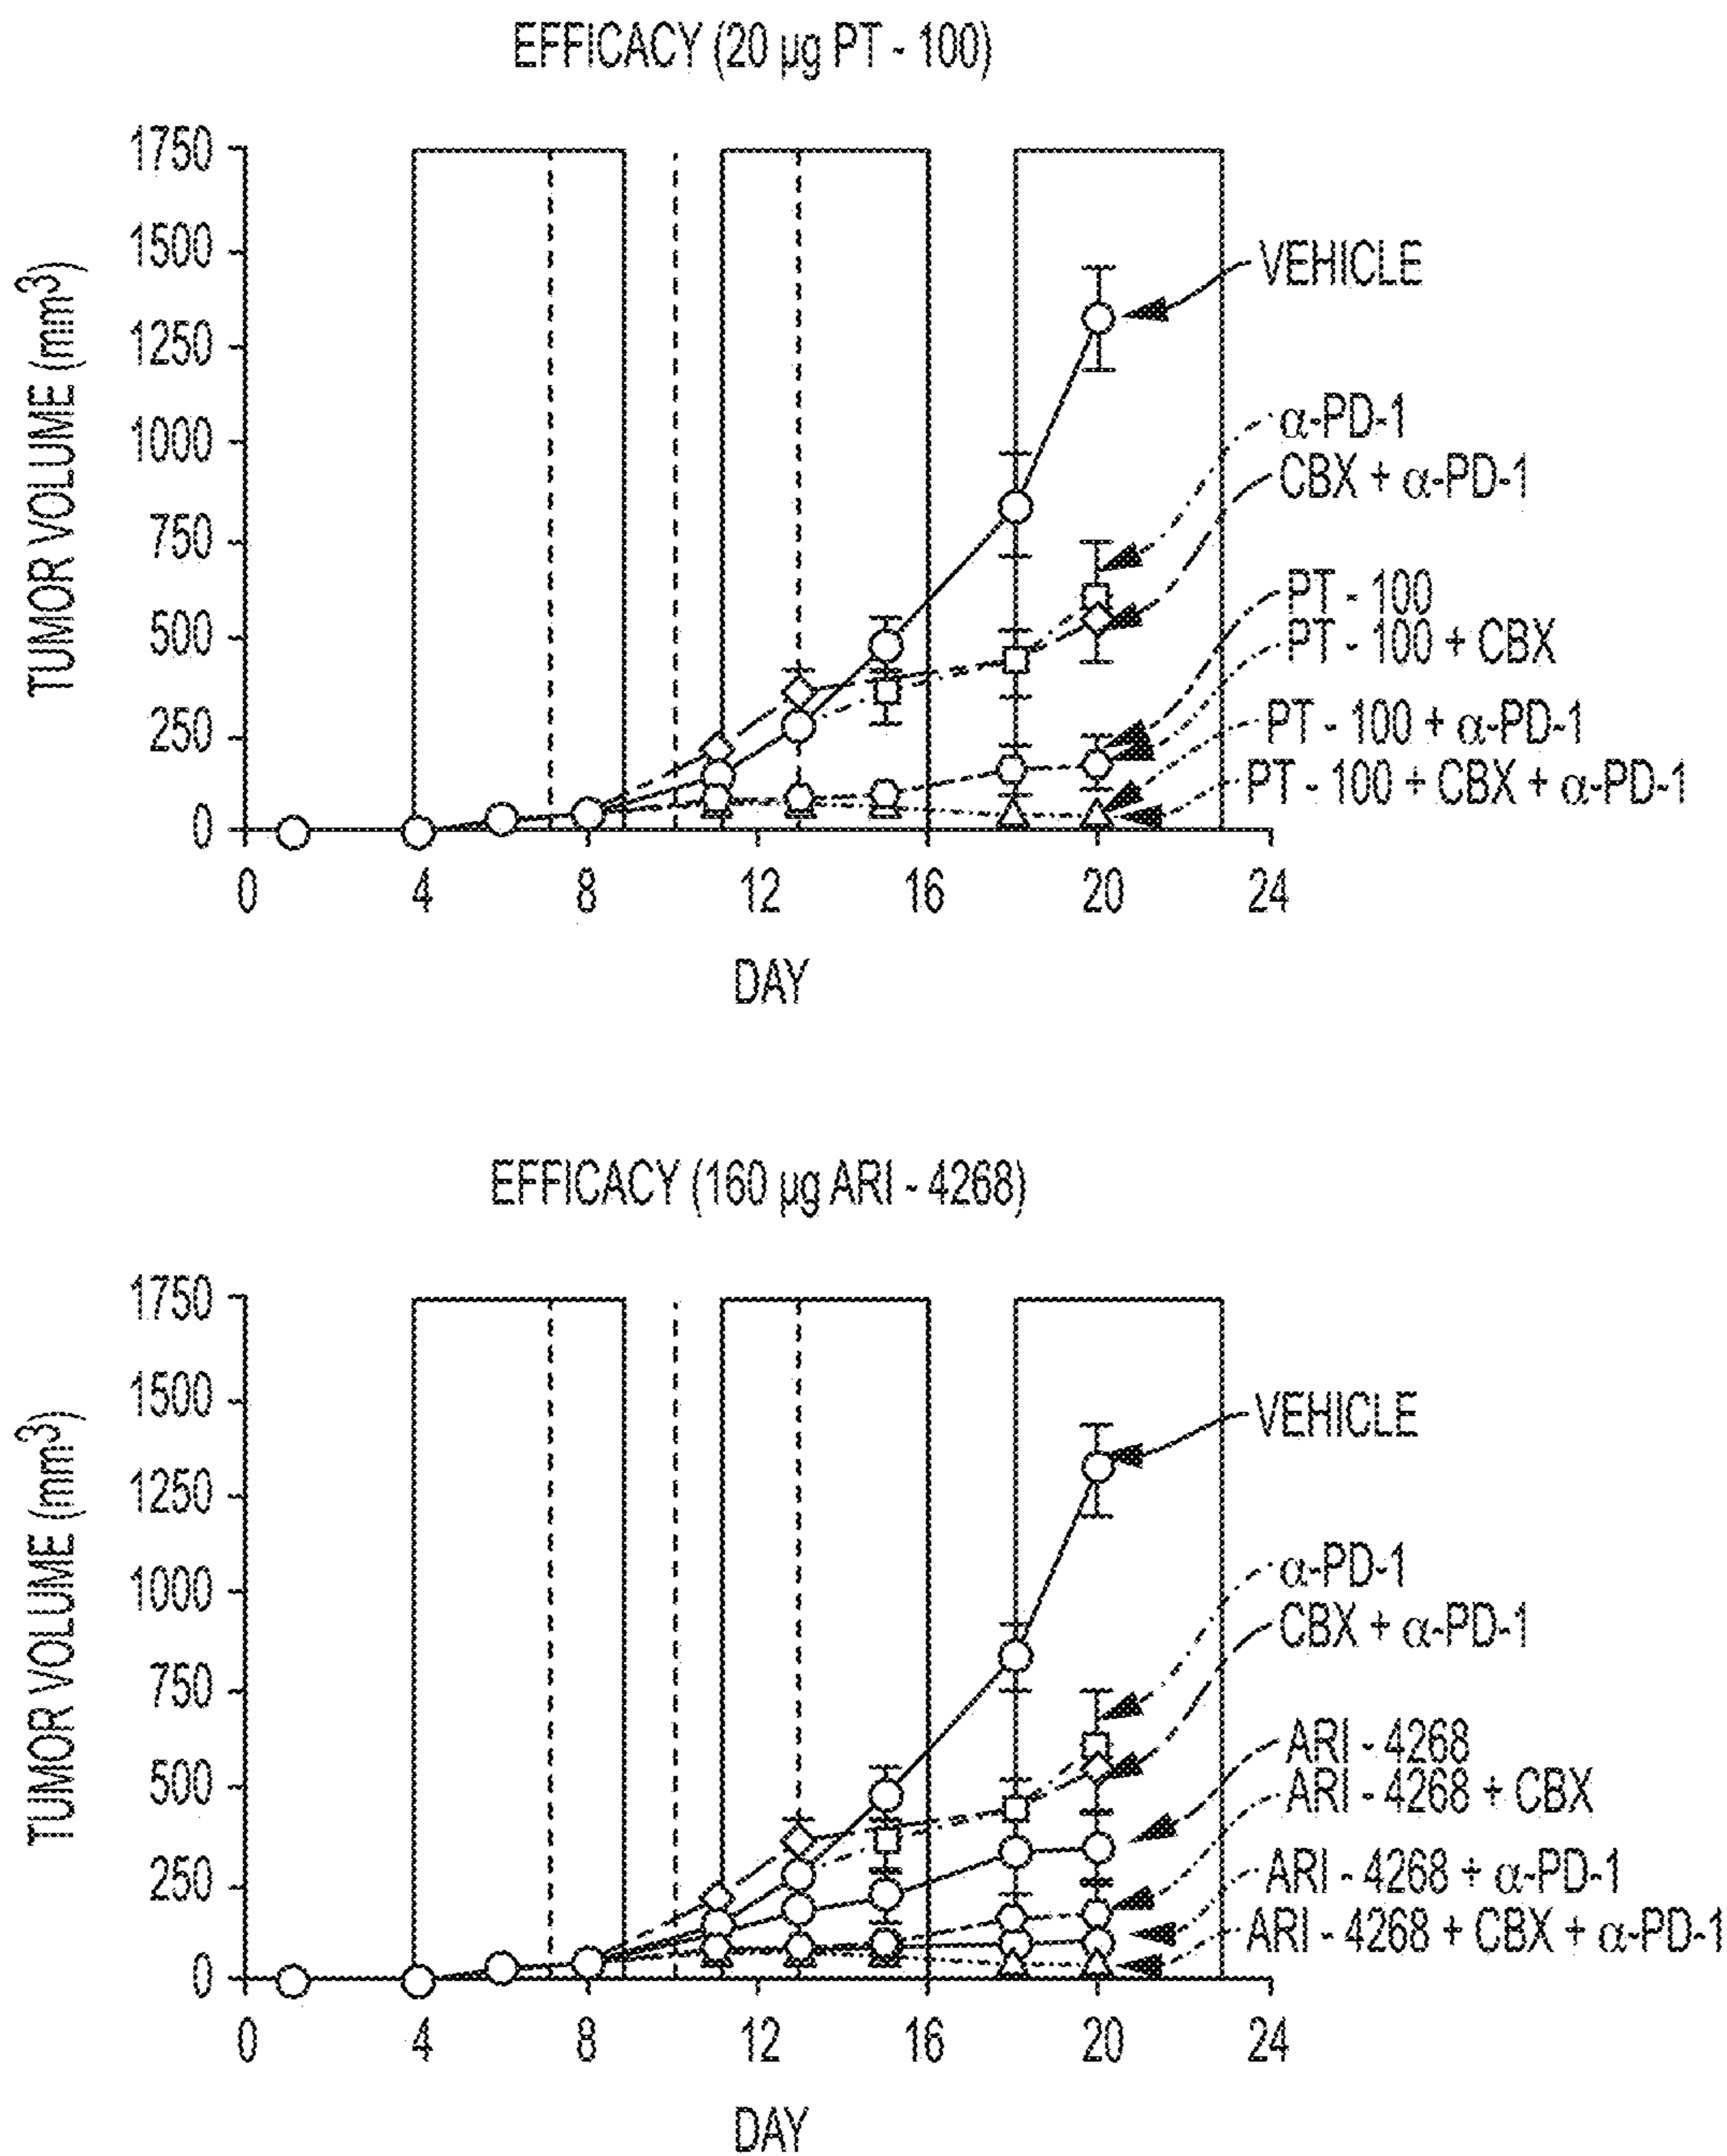 EFFICACY (20 µg PT - 100)
TUMOR VOLUME (mm3)
1750
1500
1250
1000
750
500
250
0
0 4 8 12 16 20 24
DAY
VEHICLE
α-PD-1
CBX + α-PD-1
PT - 100
PT - 100 + CBX
PT - 100 + α-PD-1
PT - 100 + CBX + α-PD-1
EFFICACY (160 µg ARI - 4268)
TUMOR VOLUME (mm3)
1750
1500
1250
1000
750
500
250
0
0 4 8 12 16 20 24
DAY
VEHICLE
α-PD-1
CBX + α-PD-1
ARI - 4268
ARI - 4268 + CBX
ARI - 4268 + α-PD-1
ARI - 4268 + CBX + α-PD-1